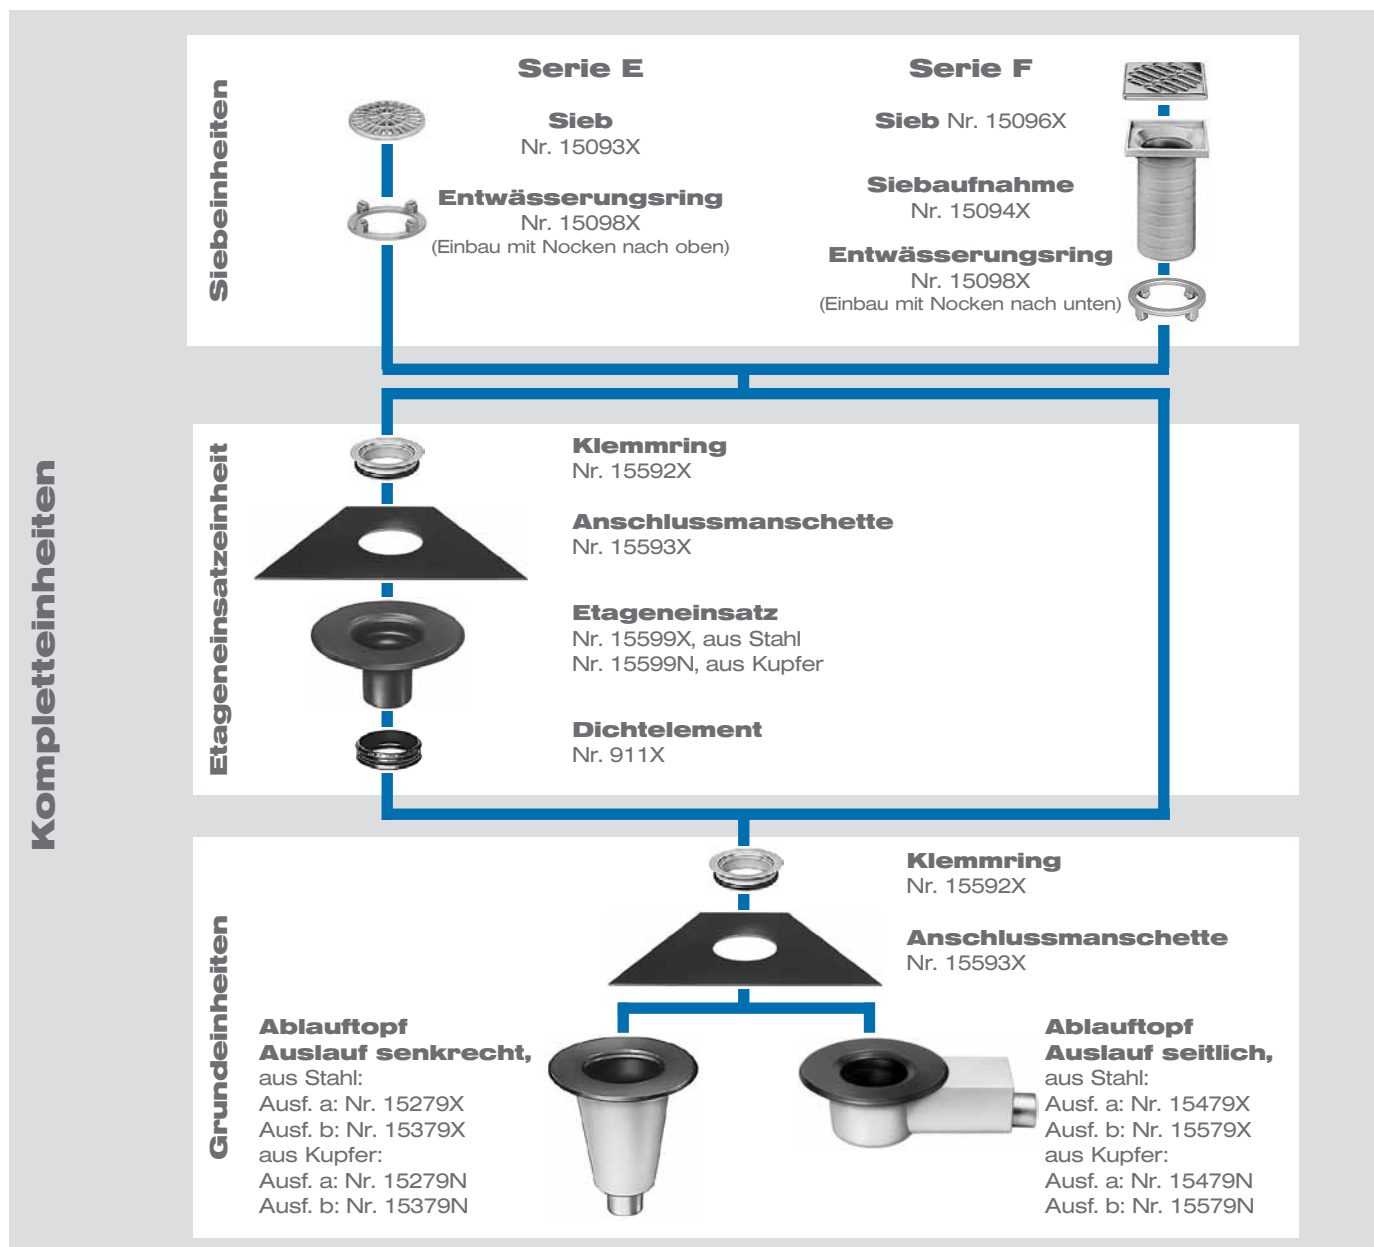 Kompletteinheiten
Siebeinheiten
Serie E
Sieb
Nr. 15093X
Entwässerungsring
Nr. 15098X
(Einbau mit Nocken nach oben)
Serie F
Sieb Nr. 15096X
Siebaufnahme
Nr. 15094X
Entwässerungsring
Nr. 15098X
(Einbau mit Nocken nach unten)
Etageneinsatzeinheit
Klemmring
Nr. 15592X
Anschlussmanschette
Nr. 15593X
Etageneinsatz
Nr. 15599X, aus Stahl
Nr. 15599N, aus Kupfer
Dichtelement
Nr. 911X
Grundeinheiten
Klemmring
Nr. 15592X
Anschlussmanschette
Nr. 15593X
Ablauftopf
Auslauf senkrecht,
aus Stahl:
Ausf. a: Nr. 15279X
Ausf. b: Nr. 15379X
aus Kupfer:
Ausf. a: Nr. 15279N
Ausf. b: Nr. 15379N
Ablauftopf
Auslauf seitlich,
aus Stahl:
Ausf. a: Nr. 15479X
Ausf. b: Nr. 15579X
aus Kupfer:
Ausf. a: Nr. 15479N
Ausf. b: Nr. 15579N